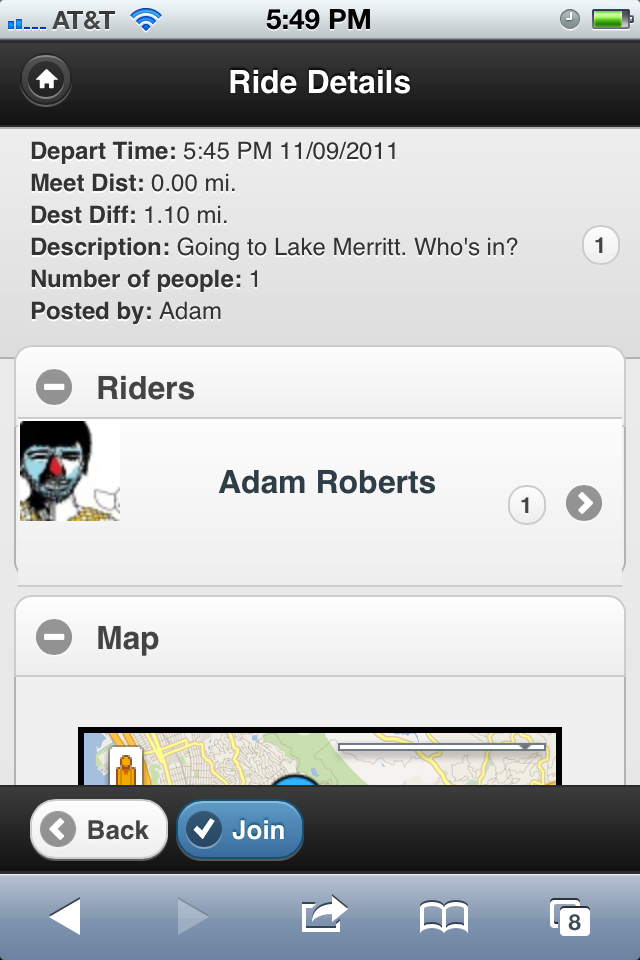 AT&T 5:49 PM
Ride Details
Depart Time: 5:45 PM 11/09/2011
Meet Dist: 0.00 mi.
Dest Diff: 1.10 mi.
Description: Going to Lake Merritt. Who's in? 1
Number of people: 1
Posted by: Adam
Riders
Adam Roberts
1
Map
Back Join
8